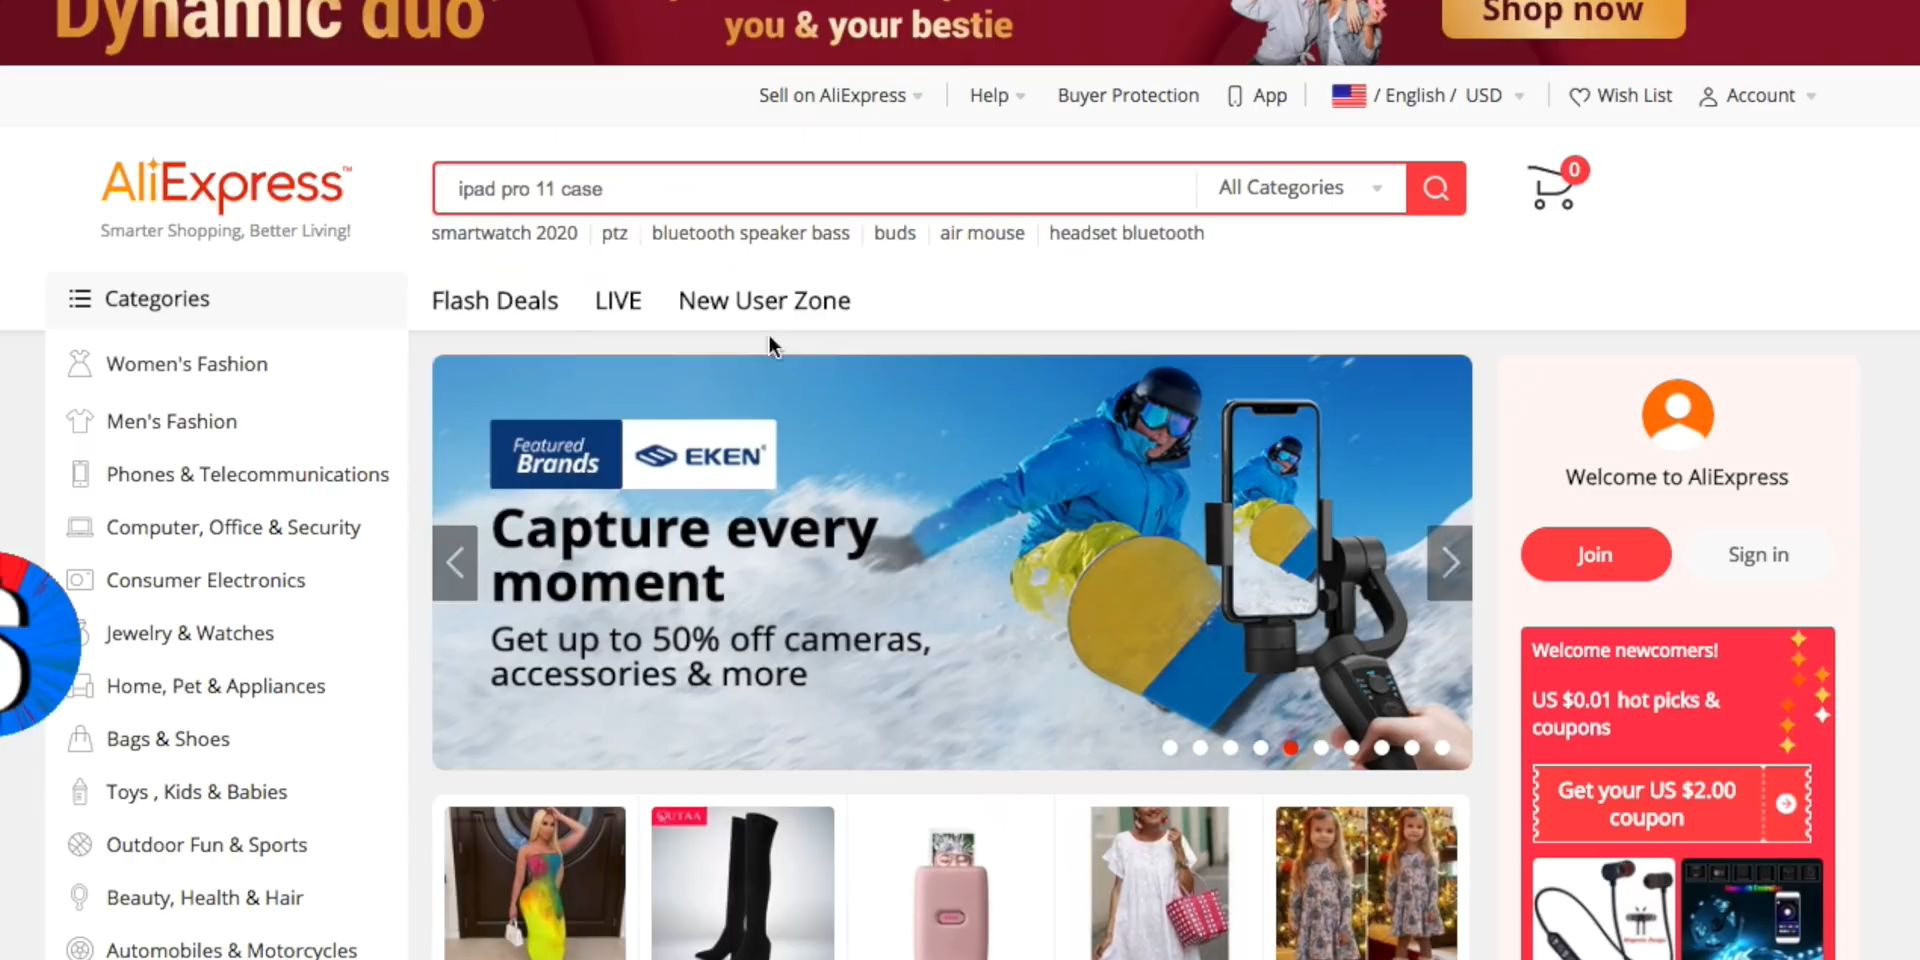 Dynamic duo
you & your bestie
Shop now
Sell on AliExpress
Help
Buyer Protection
App
/ English / USD
Wish List
Account
AliExpress™
Smarter Shopping, Better Living!
ipad pro 11 case
All Categories
0
smartwatch 2020
ptz
bluetooth speaker bass
buds
air mouse
headset bluetooth
Categories
Flash Deals
LIVE
New User Zone
Women's Fashion
Men's Fashion
Phones & Telecommunications
Computer, Office & Security
Consumer Electronics
Jewelry & Watches
Home, Pet & Appliances
Bags & Shoes
Toys , Kids & Babies
Outdoor Fun & Sports
Beauty, Health & Hair
Automobiles & Motorcycles
Featured
Brands
EKEN
Capture every
moment
Get up to 50% off cameras,
accessories & more
QUTAA
Welcome to AliExpress
Join
Sign in
Welcome newcomers!
US $0.01 hot picks &
coupons
Get your US $2.00
coupon